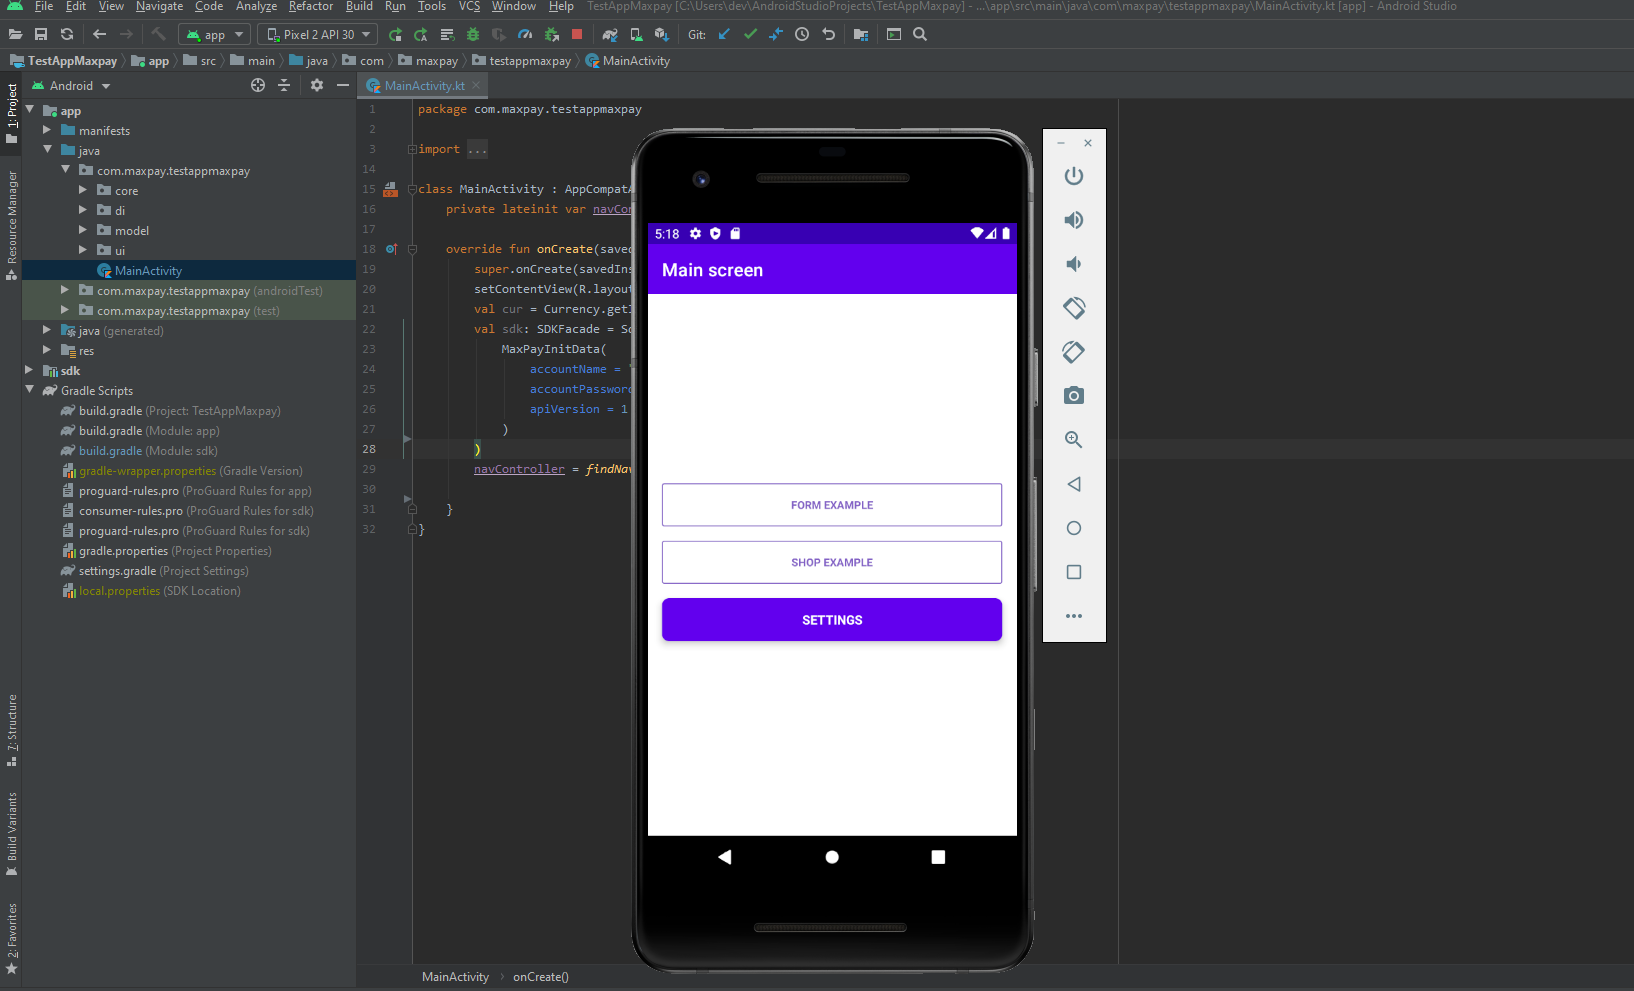 File Edit View Navigate Code Analyze Refactor Build Run Tools VCS Window Help TestAppMaxpay [C:\Users\dev\AndroidStudioProjects\TestAppMaxpay] - ...\app\src\main\java\com\maxpay\testappmaxpay\MainActivity.kt [app] - Android Studio
app Pixel 2 API 30 Git:
TestAppMaxpay app src main java com maxpay testappmaxpay MainActivity
Android
MainActivity.kt
1: Project
Resource Manager
7: Structure
Build Variants
2: Favorites
app
manifests
java
com.maxpay.testappmaxpay
core
di
model
ui
MainActivity
com.maxpay.testappmaxpay (androidTest)
com.maxpay.testappmaxpay (test)
java (generated)
res
sdk
Gradle Scripts
build.gradle (Project: TestAppMaxpay)
build.gradle (Module: app)
build.gradle (Module: sdk)
gradle-wrapper.properties (Gradle Version)
proguard-rules.pro (ProGuard Rules for app)
consumer-rules.pro (ProGuard Rules for sdk)
proguard-rules.pro (ProGuard Rules for sdk)
gradle.properties (Project Properties)
settings.gradle (Project Settings)
local.properties (SDK Location)
1 package com.maxpay.testappmaxpay
2
3 import ...
14
15 class MainActivity : AppCompatA
16 private lateinit var navCon
17
18 override fun onCreate(saved
19 super.onCreate(savedIns
20 setContentView(R.layout
21 val cur = Currency.getI
22 val sdk: SDKFacade = Sd
23 MaxPayInitData(
24 accountName =
25 accountPassword
26 apiVersion = 1
27 )
28 )
29 navController = findNav
30
31 }
32 }
5:18
Main screen
FORM EXAMPLE
SHOP EXAMPLE
SETTINGS
MainActivity onCreate()